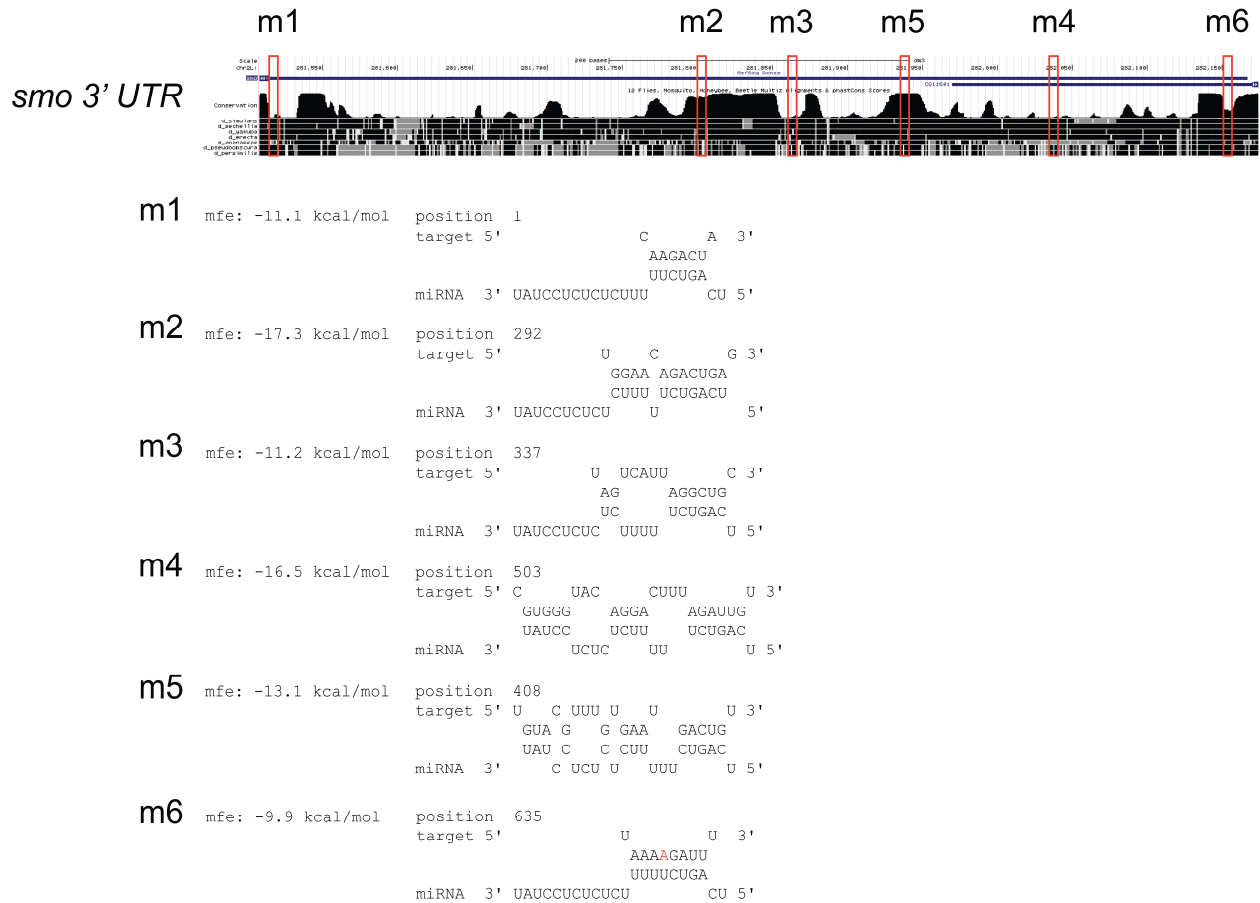 m1 m2 m3 m5 m4 m6
Scale 200 bases dm3
chr2L: 281,550 281,600 281,650 281,700 281,750 281,800 281,850 281,900 281,950 282,000 282,050 282,100 282,150
RefSeq Genes
smo
CG11601
smo 3' UTR
12 Flies, Mosquito, Honeybee, Beetle Multiz Alignments & phastCons Scores
Conservation
d_simulans
d_sechellia
d_yakuba
d_erecta
d_ananassae
d_pseudoobscura
d_persimilis
m1 mfe: -11.1 kcal/mol position 1
target 5' C A 3'
AAGACU
UUCUGA
miRNA 3' UAUCCUCUCUCUUU CU 5'
m2 mfe: -17.3 kcal/mol position 292
target 5' U C G 3'
GGAA AGACUGA
CUUU UCUGACU
miRNA 3' UAUCCUCUCU U 5'
m3 mfe: -11.2 kcal/mol position 337
target 5' U UCAUU C 3'
AG AGGCUG
UC UCUGAC
miRNA 3' UAUCCUCUC UUUU U 5'
m4 mfe: -16.5 kcal/mol position 503
target 5' C UAC CUUU U 3'
GUGGG AGGA AGAUUG
UAUCC UCUU UCUGAC
miRNA 3' UCUC UU U 5'
m5 mfe: -13.1 kcal/mol position 408
target 5' U C UUU U U U 3'
GUA G G GAA GACUG
UAU C C CUU CUGAC
miRNA 3' C UCU U UUU U 5'
m6 mfe: -9.9 kcal/mol position 635
target 5' U U 3'
AAAAGAUU
UUUUCUGA
miRNA 3' UAUCCUCUCUCU CU 5'